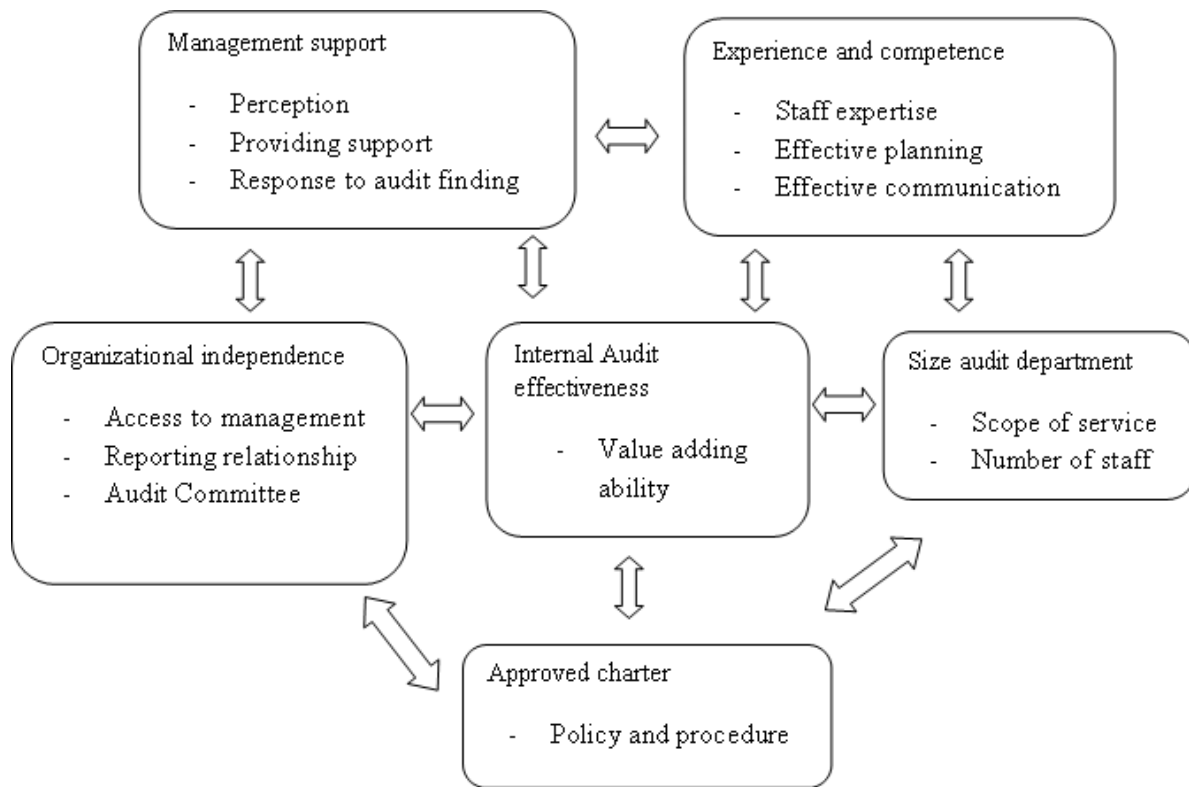 Management support
- Perception
- Providing support
- Response to audit finding
Experience and competence
- Staff expertise
- Effective planning
- Effective communication
Organizational independence
- Access to management
- Reporting relationship
- Audit Committee
Internal Audit
effectiveness
- Value adding
ability
Size audit department
- Scope of service
- Number of staff
Approved charter
- Policy and procedure